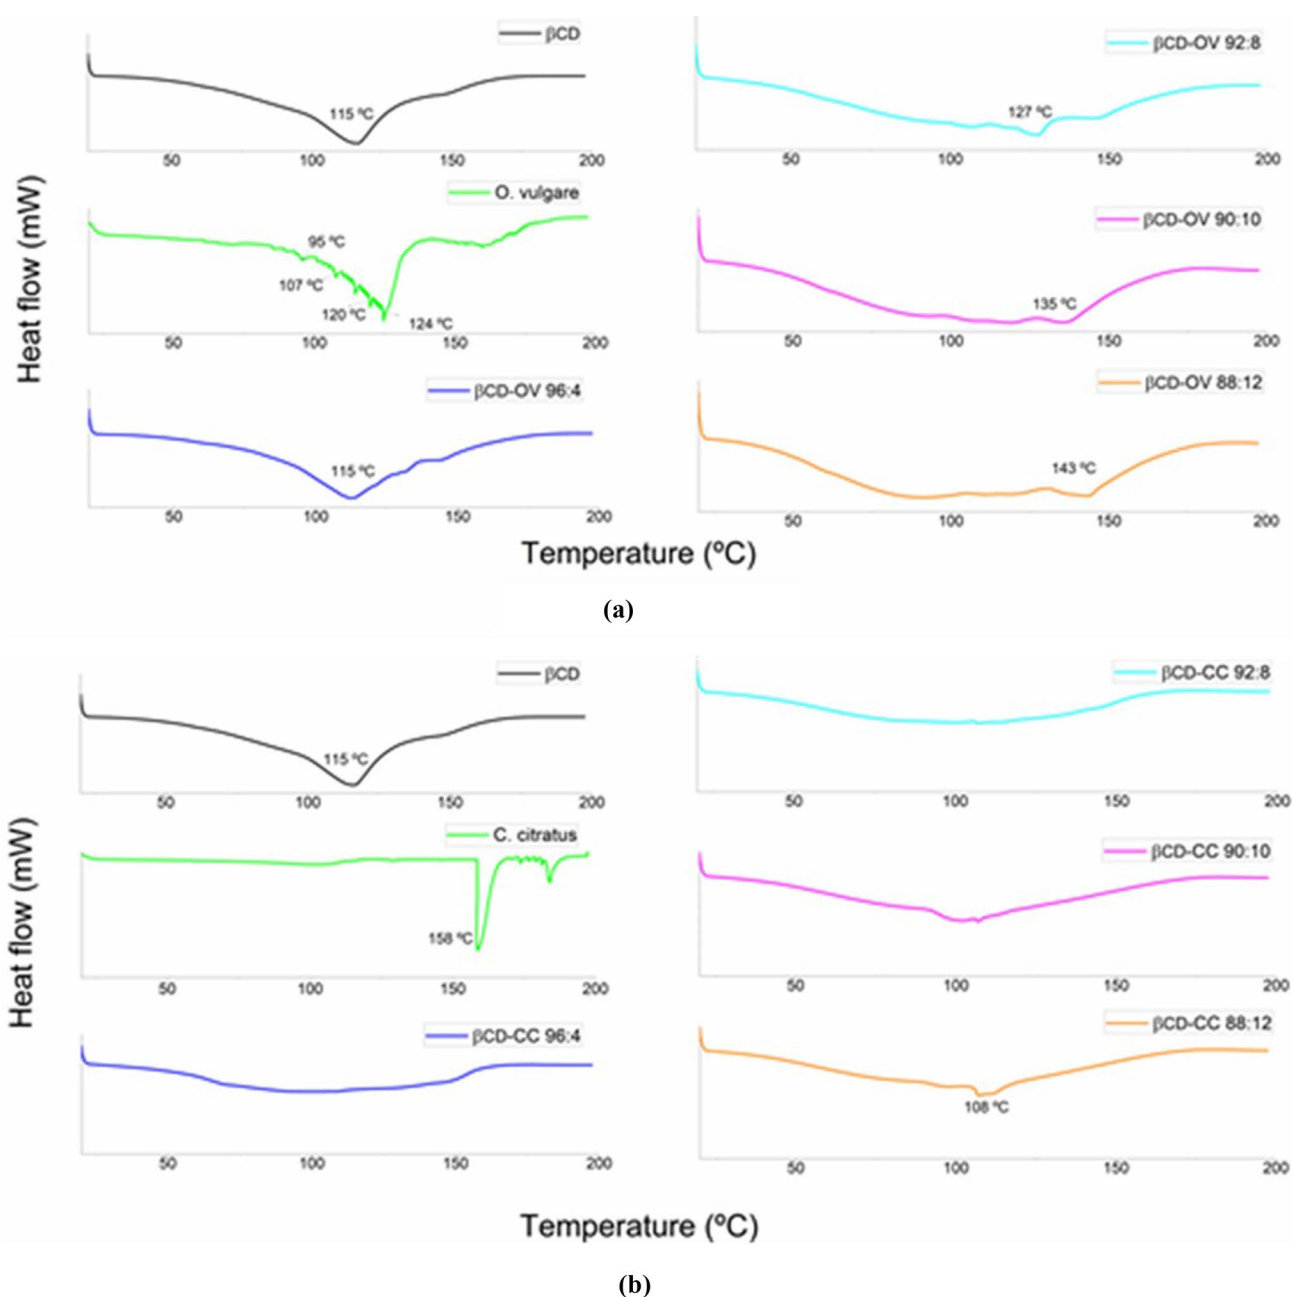 βCD
115 ºC
50 100 150 200
O. vulgare
95 ºC
107 ºC
120 ºC
124 ºC
50 100 150 200
βCD-OV 96:4
115 ºC
50 100 150 200
βCD-OV 92:8
127 ºC
50 100 150 200
βCD-OV 90:10
135 ºC
50 100 150 200
βCD-OV 88:12
143 ºC
50 100 150 200
Heat flow (mW)
Temperature (ºC)
(a)
βCD
115 ºC
50 100 150 200
C. citratus
158 ºC
50 100 150 200
βCD-CC 96:4
50 100 150 200
βCD-CC 92:8
50 100 150 200
βCD-CC 90:10
50 100 150 200
βCD-CC 88:12
108 ºC
50 100 150 200
Heat flow (mW)
Temperature (ºC)
(b)